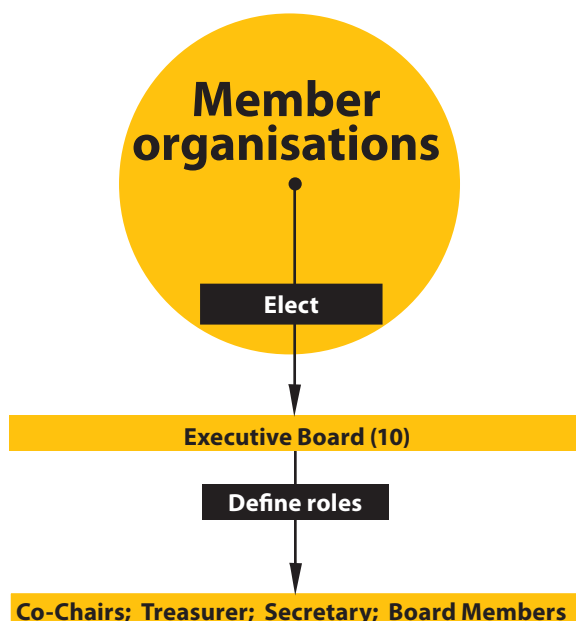 Member
organisations
Elect
Executive Board (10)
Define roles
Co-Chairs; Treasurer; Secretary; Board Members